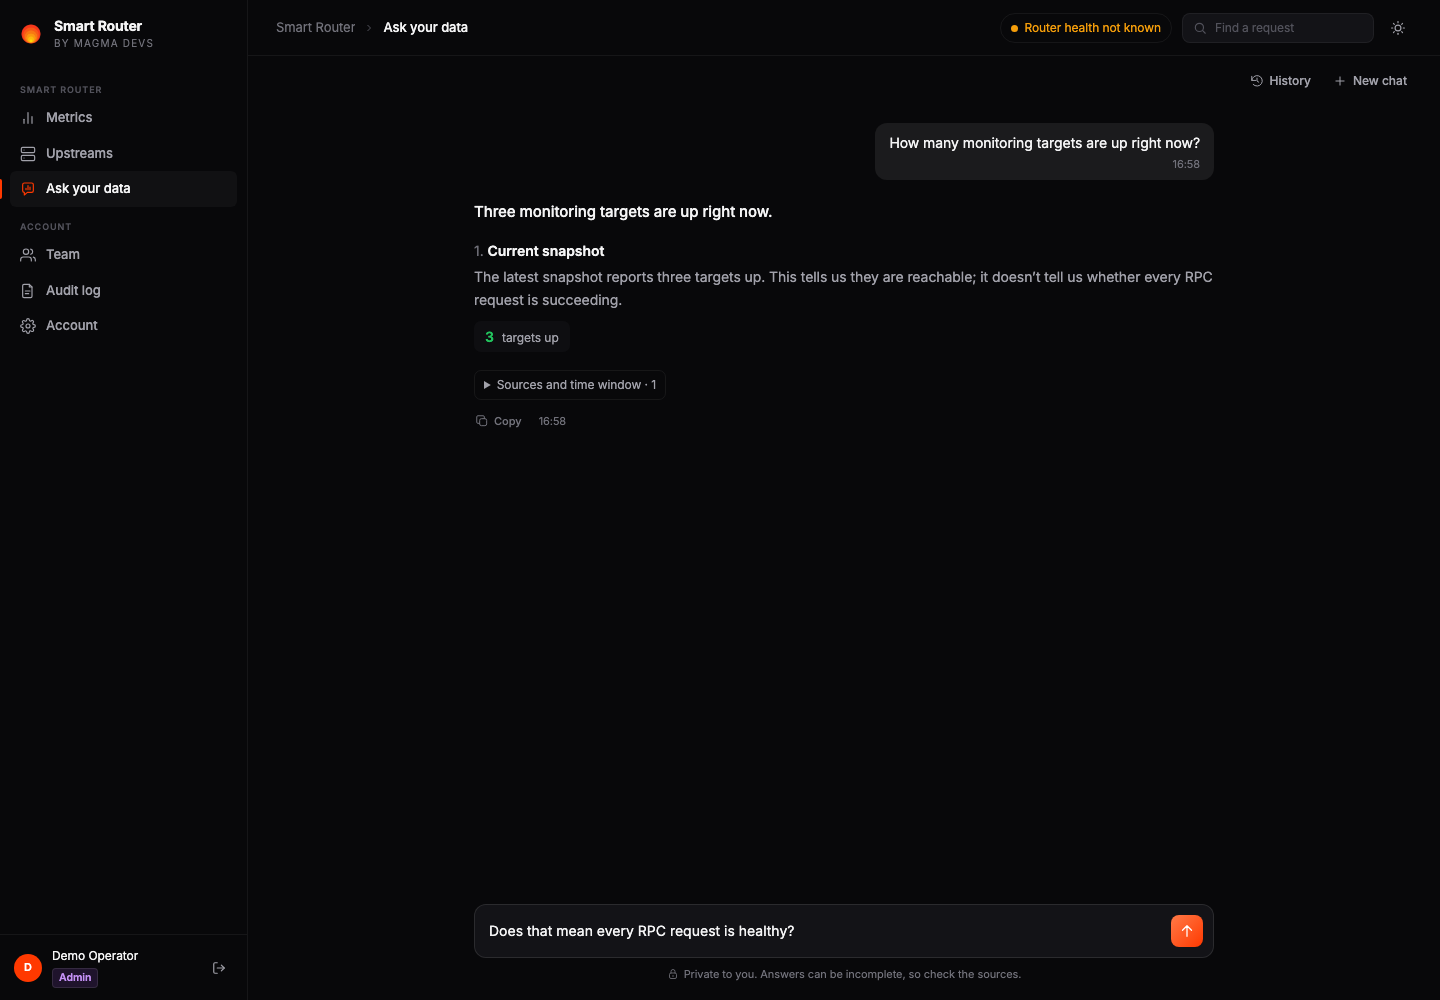 Smart Router
BY MAGMA DEVS
SMART ROUTER
Metrics
Upstreams
Ask your data
ACCOUNT
Team
Audit log
Account
Demo Operator
D
Admin
Smart Router › Ask your data
Router health not known
Find a request
History
New chat
How many monitoring targets are up right now?
16:58
Three monitoring targets are up right now.
1. Current snapshot
The latest snapshot reports three targets up. This tells us they are reachable; it doesn’t tell us whether every RPC
request is succeeding.
3 targets up
Sources and time window · 1
Copy 16:58
Does that mean every RPC request is healthy?
Private to you. Answers can be incomplete, so check the sources.